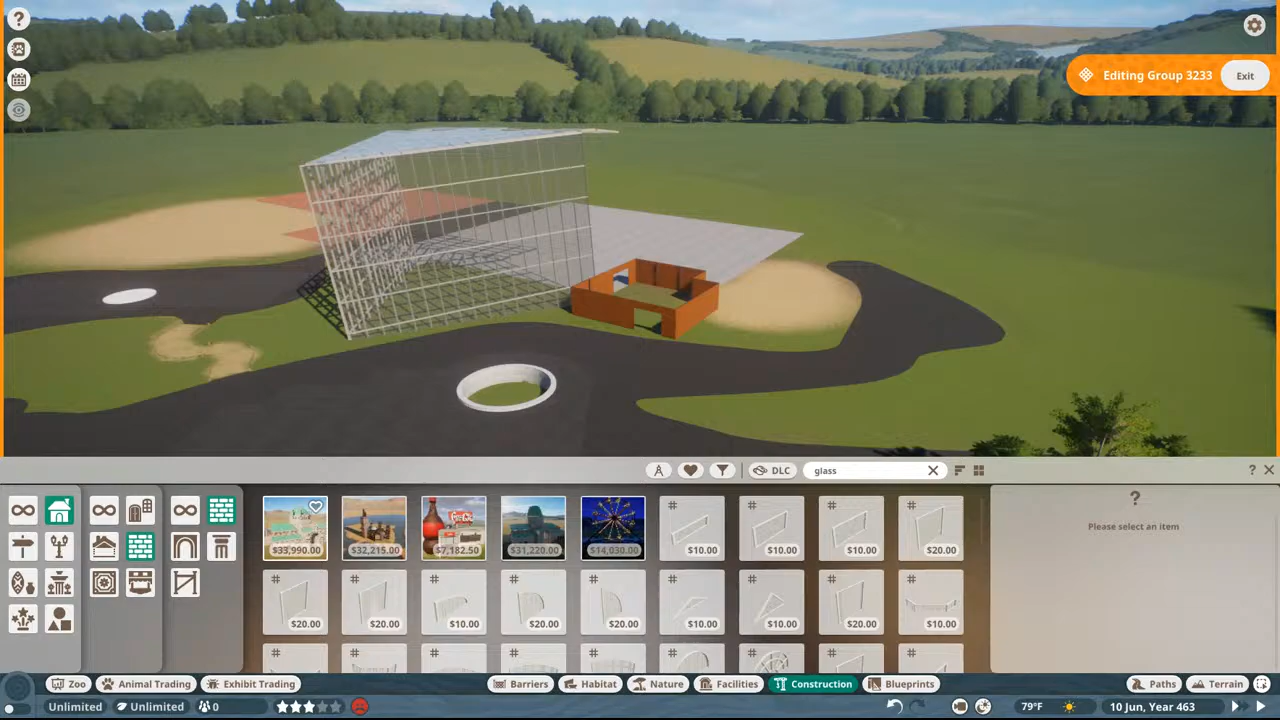 Editing Group 3233 Exit
DLC glass
$33,990.00 $32,215.00 $7,182.50 $31,220.00 $14,030.00 $10.00 $10.00 $10.00 $20.00
Please select an item
$20.00 $20.00 $10.00 $20.00 $20.00 $10.00 $10.00 $20.00 $10.00
Zoo Animal Trading Exhibit Trading Barriers Habitat Nature Facilities Construction Blueprints Paths Terrain
Unlimited Unlimited 0 79°F 10 Jun, Year 463